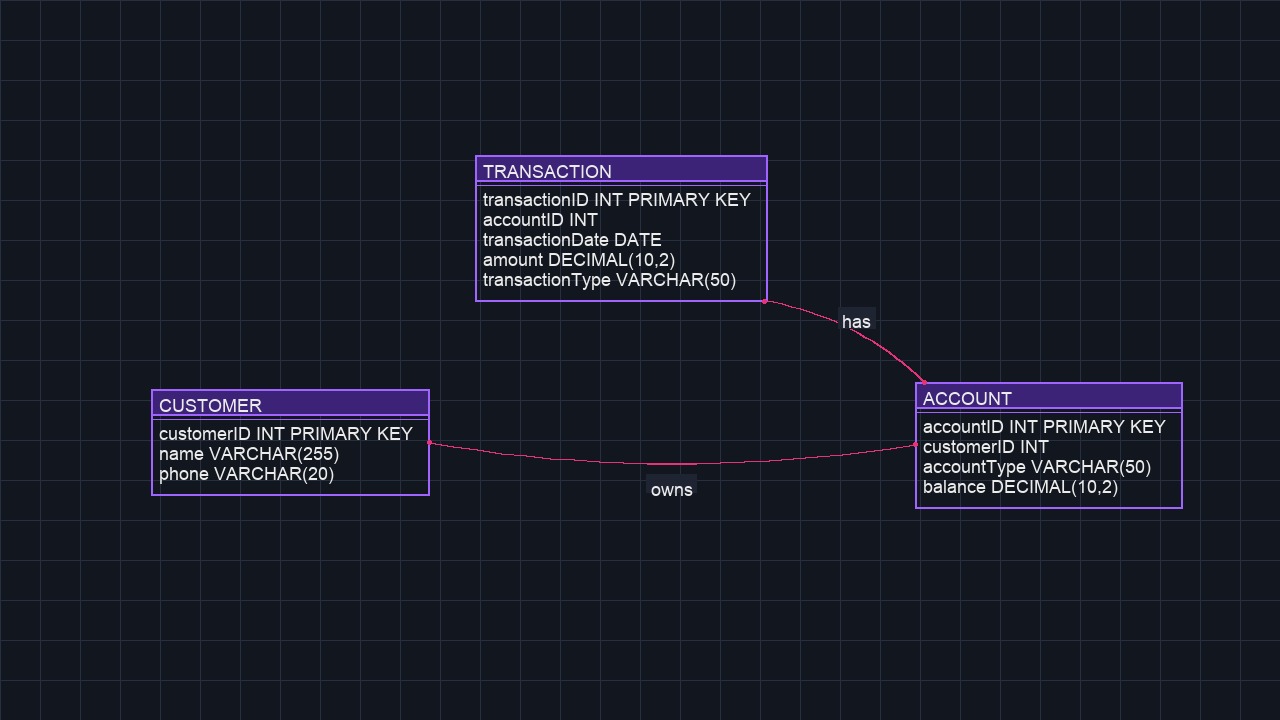 TRANSACTION
transactionID INT PRIMARY KEY
accountID INT
transactionDate DATE
amount DECIMAL(10,2)
transactionType VARCHAR(50)
has
CUSTOMER
customerID INT PRIMARY KEY
name VARCHAR(255)
phone VARCHAR(20)
owns
ACCOUNT
accountID INT PRIMARY KEY
customerID INT
accountType VARCHAR(50)
balance DECIMAL(10,2)